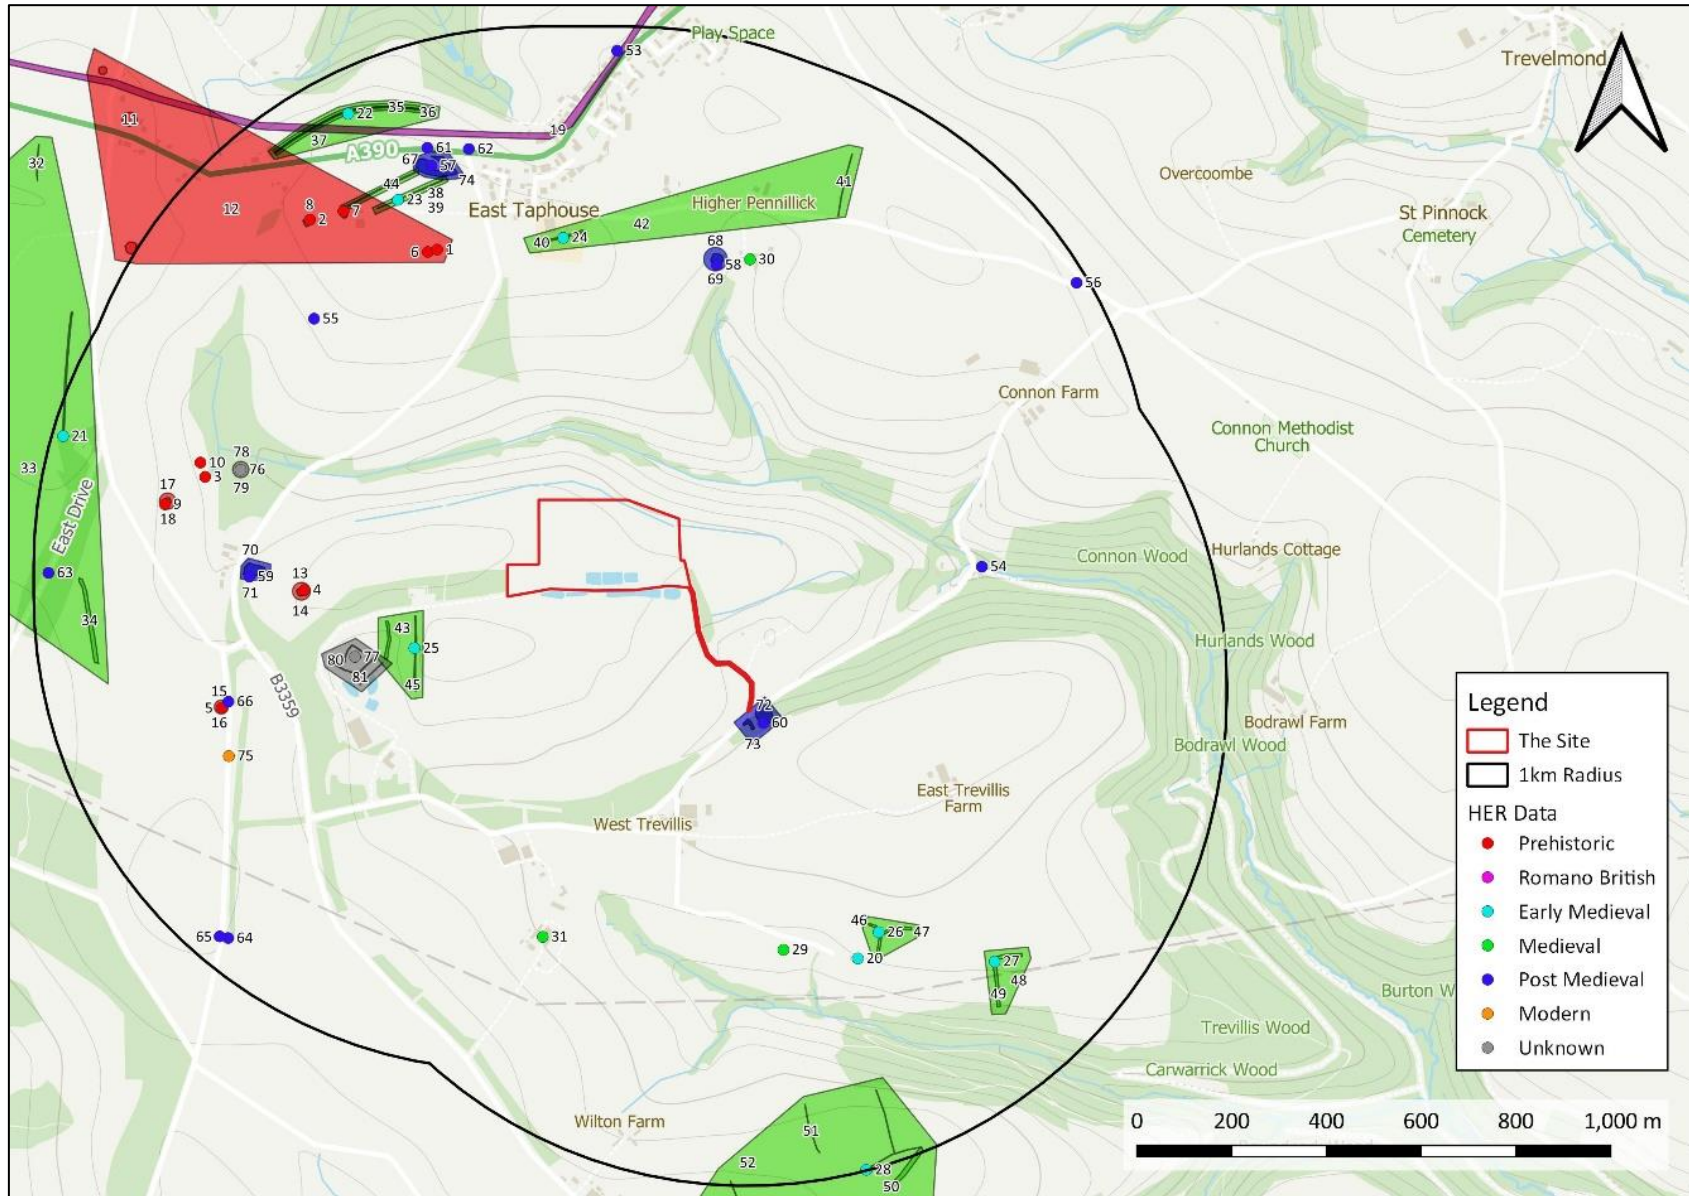 Play Space
53
Trevelmond
11
22
35
36
37
19
A390
61
62
67
57
74
44
38
23
39
32
41
Overcoombe
8
2
7
12
East Taphouse
Higher Pennillick
42
40
24
St Pinnock
Cemetery
6
1
68
58
69
30
56
55
Connon Farm
21
Connon Methodist
Church
33
10
3
78
76
79
17
9
18
East Drive
Connon Wood
Hurlands Cottage
70
59
71
63
13
4
14
54
34
43
25
45
80
77
81
Hurlands Wood
B3359
15
5
66
16
72
60
73
Bodrawl Farm
Bodrawl Wood
75
East Trevillis
Farm
West Trevillis
65
64
31
29
46
26
47
20
27
48
49
Burton W
Trevillis Wood
Carwarrick Wood
Wilton Farm
51
52
28
50
Legend
The Site
1km Radius
HER Data
Prehistoric
Romano British
Early Medieval
Medieval
Post Medieval
Modern
Unknown
0 200 400 600 800 1,000 m